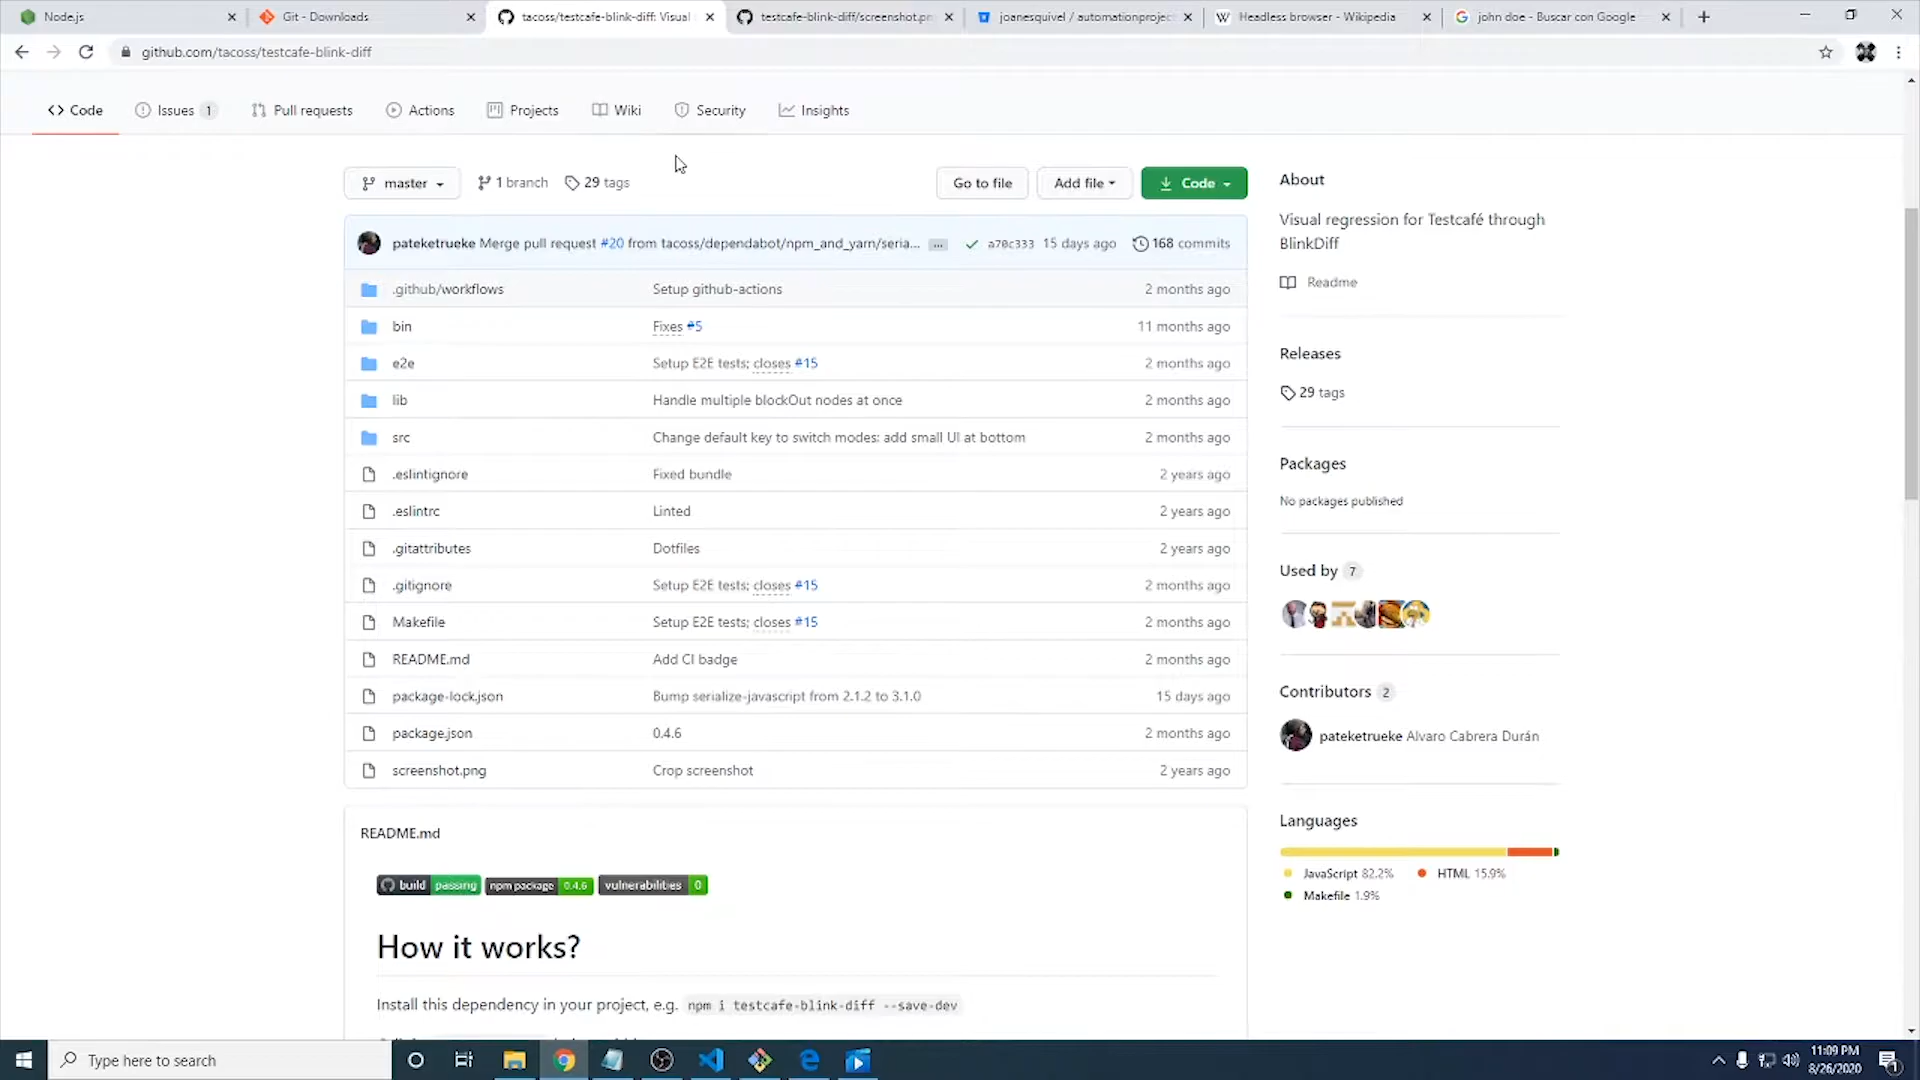 Node.js
Git - Downloads
tacoss/testcafe-blink-diff: Visual
testcafe-blink-diff/screenshot.pn
joanesquivel / automationprojec
Headless browser - Wikipedia
john doe - Buscar con Google
github.com/tacoss/testcafe-blink-diff
Code
Issues 1
Pull requests
Actions
Projects
Wiki
Security
Insights
master
1 branch
29 tags
Go to file
Add file
Code
pateketrueke Merge pull request #20 from tacoss/dependabot/npm_and_yarn/seria... ... a70c333 15 days ago 168 commits
.github/workflows Setup github-actions 2 months ago
bin Fixes #5 11 months ago
e2e Setup E2E tests; closes #15 2 months ago
lib Handle multiple blockOut nodes at once 2 months ago
src Change default key to switch modes: add small UI at bottom 2 months ago
.eslintignore Fixed bundle 2 years ago
.eslintrc Linted 2 years ago
.gitattributes Dotfiles 2 years ago
.gitignore Setup E2E tests; closes #15 2 months ago
Makefile Setup E2E tests; closes #15 2 months ago
README.md Add CI badge 2 months ago
package-lock.json Bump serialize-javascript from 2.1.2 to 3.1.0 15 days ago
package.json 0.4.6 2 months ago
screenshot.png Crop screenshot 2 years ago
README.md
build passing npm package 0.4.6 vulnerabilities 0
How it works?
Install this dependency in your project, e.g. npm i testcafe-blink-diff --save-dev
About
Visual regression for Testcafé through
BlinkDiff
Readme
Releases
29 tags
Packages
No packages published
Used by 7
Contributors 2
pateketrueke Alvaro Cabrera Durán
Languages
JavaScript 82.2% HTML 15.9%
Makefile 1.9%
Type here to search
11:09 PM
8/26/2020
1